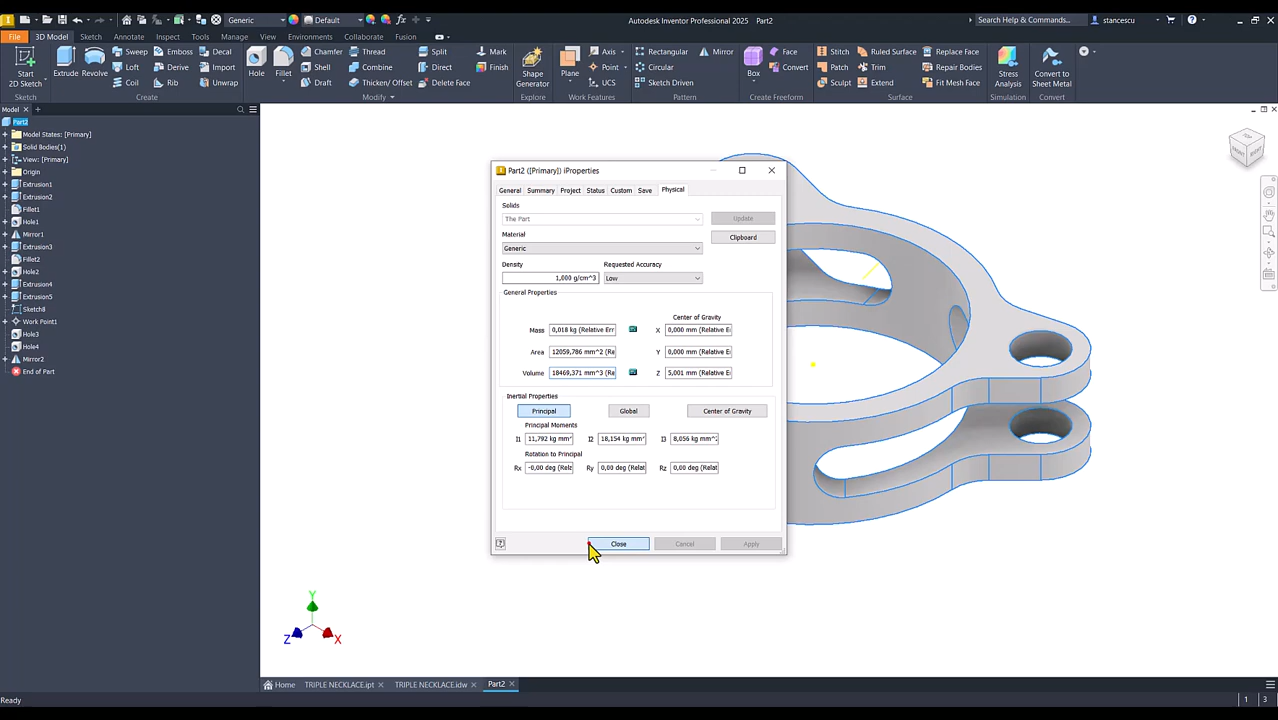 Generic
Default
Autodesk Inventor Professional 2025 Part2
Search Help & Commands...
stancescu
File
3D Model
Sketch
Annotate
Inspect
Tools
Manage
View
Environments
Collaborate
Fusion
Start
2D Sketch
Extrude
Revolve
Sweep
Emboss
Decal
Loft
Derive
Import
Coil
Rib
Unwrap
Hole
Fillet
Chamfer
Thread
Split
Shell
Combine
Direct
Draft
Thicken/ Offset
Delete Face
Mark
Finish
Shape
Generator
Plane
Axis
Point
UCS
Rectangular
Mirror
Circular
Sketch Driven
Box
Face
Convert
Stitch
Ruled Surface
Replace Face
Patch
Trim
Repair Bodies
Sculpt
Extend
Fit Mesh Face
Stress
Analysis
Convert to
Sheet Metal
Sketch
Create
Modify
Explore
Work Features
Pattern
Create Freeform
Surface
Simulation
Convert
Model
Part2
Model States: [Primary]
Solid Bodies(1)
View: [Primary]
Origin
Extrusion1
Extrusion2
Fillet1
Hole1
Mirror1
Extrusion3
Fillet2
Hole2
Extrusion4
Extrusion5
Sketch8
Work Point1
Hole3
Hole4
Mirror2
End of Part
Part2 ([Primary]) iProperties
General
Summary
Project
Status
Custom
Save
Physical
Solids
The Part
Update
Material
Generic
Clipboard
Density
Requested Accuracy
1,000 g/cm^3
Low
General Properties
Center of Gravity
Mass
0,018 kg (Relative Err
X
0,000 mm (Relative E
Area
12059,786 mm^2 (Re
Y
0,000 mm (Relative E
Volume
18469,371 mm^3 (Re
Z
5,001 mm (Relative E
Inertial Properties
Principal
Global
Center of Gravity
Principal Moments
I1
11,792 kg mm^
I2
18,154 kg mm^
I3
8,056 kg mm^2
Rotation to Principal
Rx
-0,00 deg (Rela
Ry
0,00 deg (Relat
Rz
0,00 deg (Relat
Close
Cancel
Apply
TOP
FRONT
RIGHT
Y
Z
X
Home
TRIPLE NECKLACE.ipt
TRIPLE NECKLACE.idw
Part2
Ready
1
3